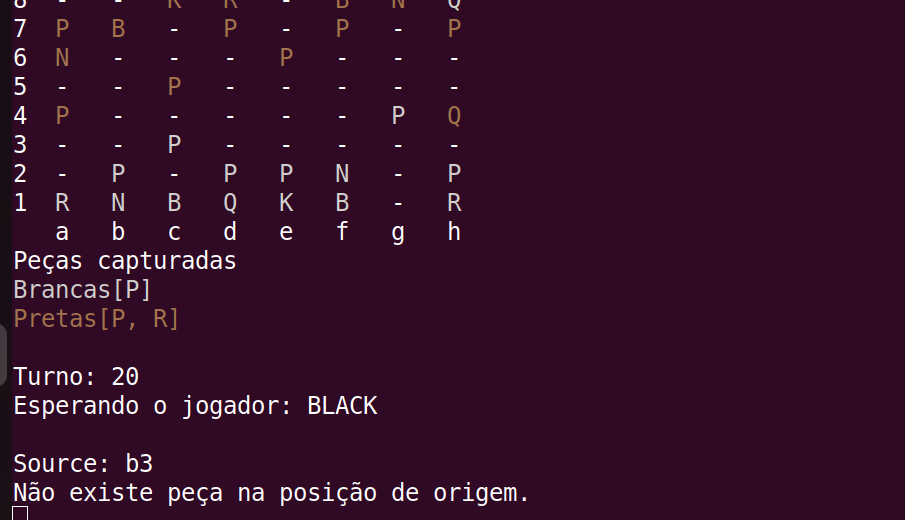 8 - - K R - B N Q
7 P B - P - P - P
6 N - - - P - - -
5 - - P - - - - -
4 P - - - - - P Q
3 - - P - - - - -
2 - P - P P N - P
1 R N B Q K B - R
a b c d e f g h
Peças capturadas
Brancas[P]
Pretas[P, R]
Turno: 20
Esperando o jogador: BLACK
Source: b3
Não existe peça na posição de origem.